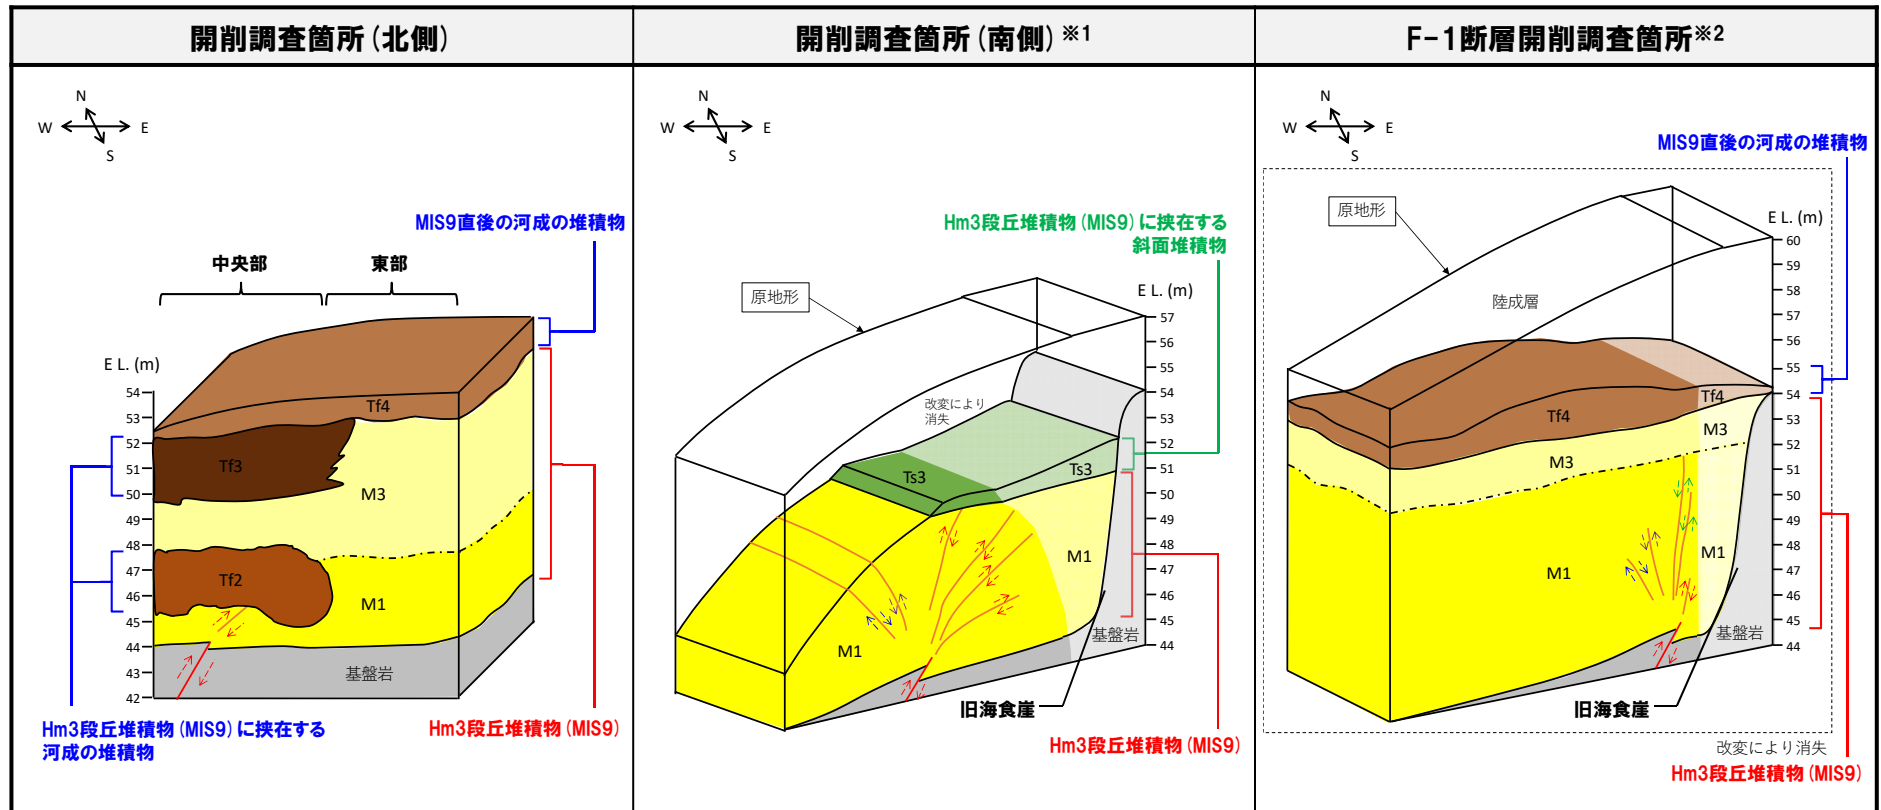 開削調査箇所(北側)
開削調査箇所(南側)※1
F-1断層開削調査箇所※2
N
W
E
S
MIS9直後の河成の堆積物
中央部
東部
E L. (m)
54
53
52
51
50
49
48
47
46
45
44
43
42
Tf4
Tf3
M3
Tf2
M1
基盤岩
Hm3段丘堆積物(MIS9)に挟在する
河成の堆積物
Hm3段丘堆積物(MIS9)
N
W
E
S
Hm3段丘堆積物(MIS9)に挟在する
斜面堆積物
原地形
E L. (m)
57
56
55
54
53
52
51
50
49
48
47
46
45
44
改変により
消失
Ts3
Ts3
M1
M1
基盤岩
旧海食崖
Hm3段丘堆積物(MIS9)
N
W
E
S
MIS9直後の河成の堆積物
原地形
E L. (m)
60
59
58
57
56
55
54
53
52
51
50
49
48
47
46
45
44
陸成層
Tf4
Tf4
M3
M3
M1
M1
基盤岩
旧海食崖
改変により消失
Hm3段丘堆積物(MIS9)